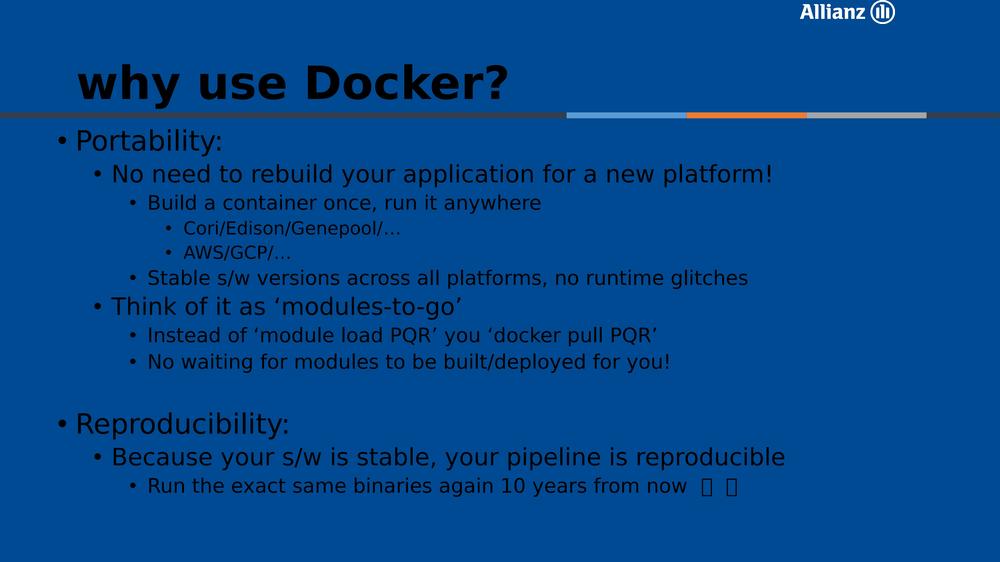 Allianz
why use Docker?
• Portability:
• No need to rebuild your application for a new platform!
• Build a container once, run it anywhere
• Cori/Edison/Genepool/…
• AWS/GCP/…
• Stable s/w versions across all platforms, no runtime glitches
• Think of it as ‘modules-to-go’
• Instead of ‘module load PQR’ you ‘docker pull PQR’
• No waiting for modules to be built/deployed for you!
• Reproducibility:
• Because your s/w is stable, your pipeline is reproducible
• Run the exact same binaries again 10 years from now